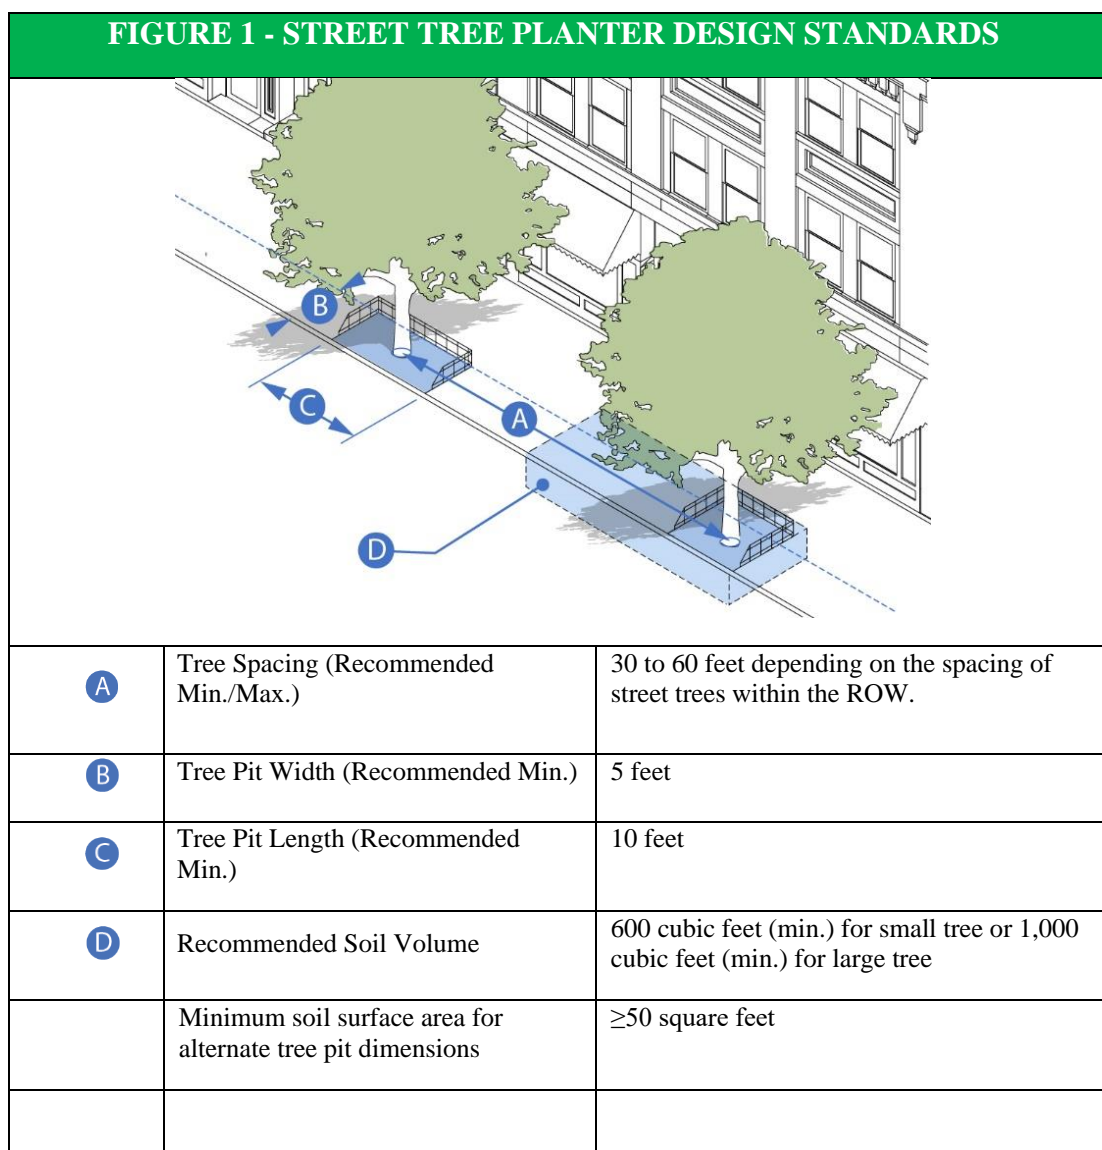 FIGURE 1 - STREET TREE PLANTER DESIGN STANDARDS
B
C
A
D
A
Tree Spacing (Recommended
Min./Max.)
30 to 60 feet depending on the spacing of
street trees within the ROW.
B
Tree Pit Width (Recommended Min.)
5 feet
C
Tree Pit Length (Recommended
Min.)
10 feet
D
Recommended Soil Volume
600 cubic feet (min.) for small tree or 1,000
cubic feet (min.) for large tree
Minimum soil surface area for
alternate tree pit dimensions
≥50 square feet